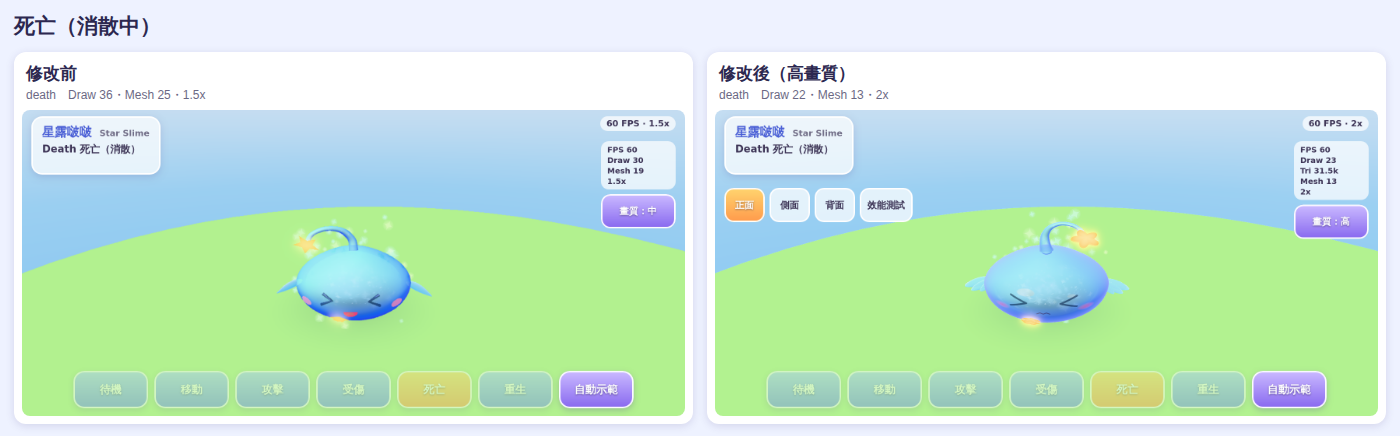 死亡（消散中）
修改前
death Draw 36・Mesh 25・1.5x
星露啵啵 Star Slime
Death 死亡（消散）
60 FPS · 1.5x
FPS 60
Draw 30
Mesh 19
1.5x
畫質：中
待機 移動 攻擊 受傷 死亡 重生 自動示範
修改後（高畫質）
death Draw 22・Mesh 13・2x
星露啵啵 Star Slime
Death 死亡（消散）
60 FPS · 2x
FPS 60
Draw 23
Tri 31.5k
Mesh 13
2x
畫質：高
正面 側面 背面 效能測試
待機 移動 攻擊 受傷 死亡 重生 自動示範